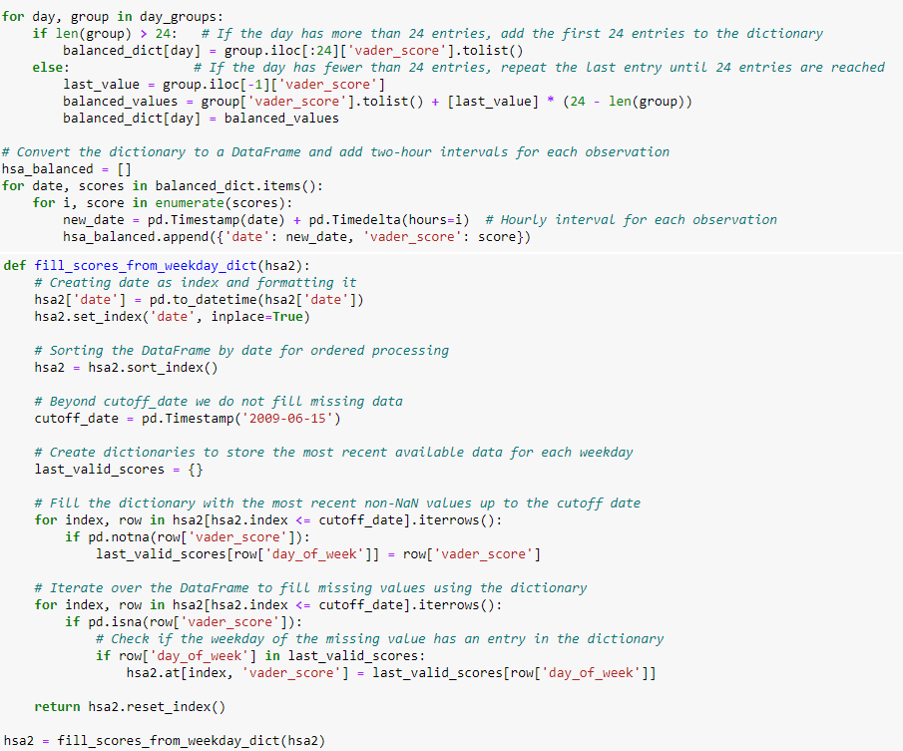 for day, group in day_groups:
    if len(group) > 24:   # If the day has more than 24 entries, add the first 24 entries to the dictionary
        balanced_dict[day] = group.iloc[:24]['vader_score'].tolist()
    else:                # If the day has fewer than 24 entries, repeat the last entry until 24 entries are reached
        last_value = group.iloc[-1]['vader_score']
        balanced_values = group['vader_score'].tolist() + [last_value] * (24 - len(group))
        balanced_dict[day] = balanced_values

# Convert the dictionary to a DataFrame and add two-hour intervals for each observation
hsa_balanced = []
for date, scores in balanced_dict.items():
    for i, score in enumerate(scores):
        new_date = pd.Timestamp(date) + pd.Timedelta(hours=i)  # Hourly interval for each observation
        hsa_balanced.append({'date': new_date, 'vader_score': score})
def fill_scores_from_weekday_dict(hsa2):
    # Creating date as index and formatting it
    hsa2['date'] = pd.to_datetime(hsa2['date'])
    hsa2.set_index('date', inplace=True)

    # Sorting the DataFrame by date for ordered processing
    hsa2 = hsa2.sort_index()

    # Beyond cutoff_date we do not fill missing data
    cutoff_date = pd.Timestamp('2009-06-15')

    # Create dictionaries to store the most recent available data for each weekday
    last_valid_scores = {}

    # Fill the dictionary with the most recent non-NaN values up to the cutoff date
    for index, row in hsa2[hsa2.index <= cutoff_date].iterrows():
        if pd.notna(row['vader_score']):
            last_valid_scores[row['day_of_week']] = row['vader_score']

    # Iterate over the DataFrame to fill missing values using the dictionary
    for index, row in hsa2[hsa2.index <= cutoff_date].iterrows():
        if pd.isna(row['vader_score']):
            # Check if the weekday of the missing value has an entry in the dictionary
            if row['day_of_week'] in last_valid_scores:
                hsa2.at[index, 'vader_score'] = last_valid_scores[row['day_of_week']]

    return hsa2.reset_index()

hsa2 = fill_scores_from_weekday_dict(hsa2)